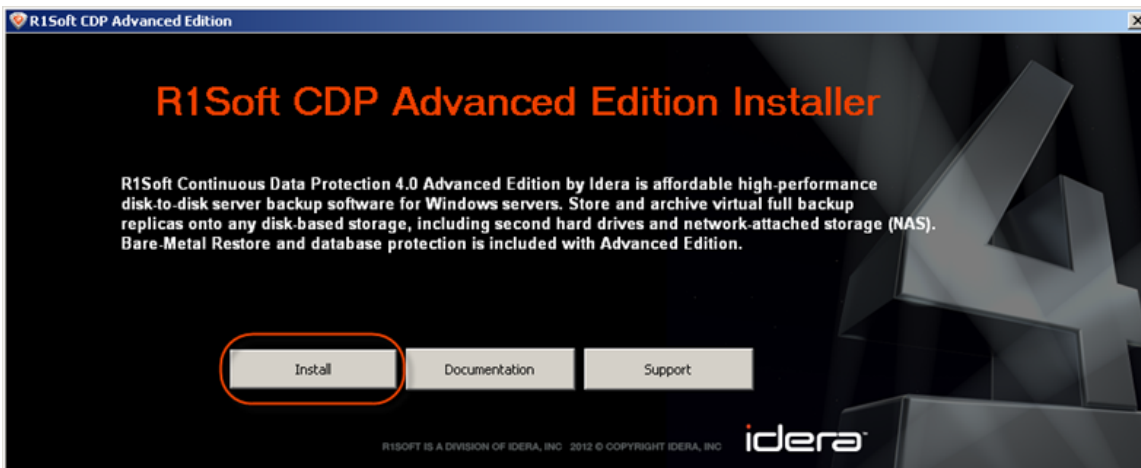 R1Soft CDP Advanced Edition
R1Soft CDP Advanced Edition Installer
R1Soft Continuous Data Protection 4.0 Advanced Edition by Idera is affordable high-performance
disk-to-disk server backup software for Windows servers. Store and archive virtual full backup
replicas onto any disk-based storage, including second hard drives and network-attached storage (NAS).
Bare-Metal Restore and database protection is included with Advanced Edition.
Install
Documentation
Support
R1SOFT IS A DIVISION OF IDERA, INC 2012 © COPYRIGHT IDERA, INC
idera
4